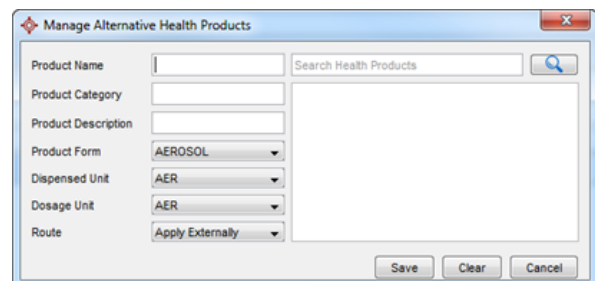 Manage Alternative Health Products
Product Name
Search Health Products
Product Category
Product Description
Product Form AEROSOL
Dispensed Unit AER
Dosage Unit AER
Route Apply Externally
Save Clear Cancel